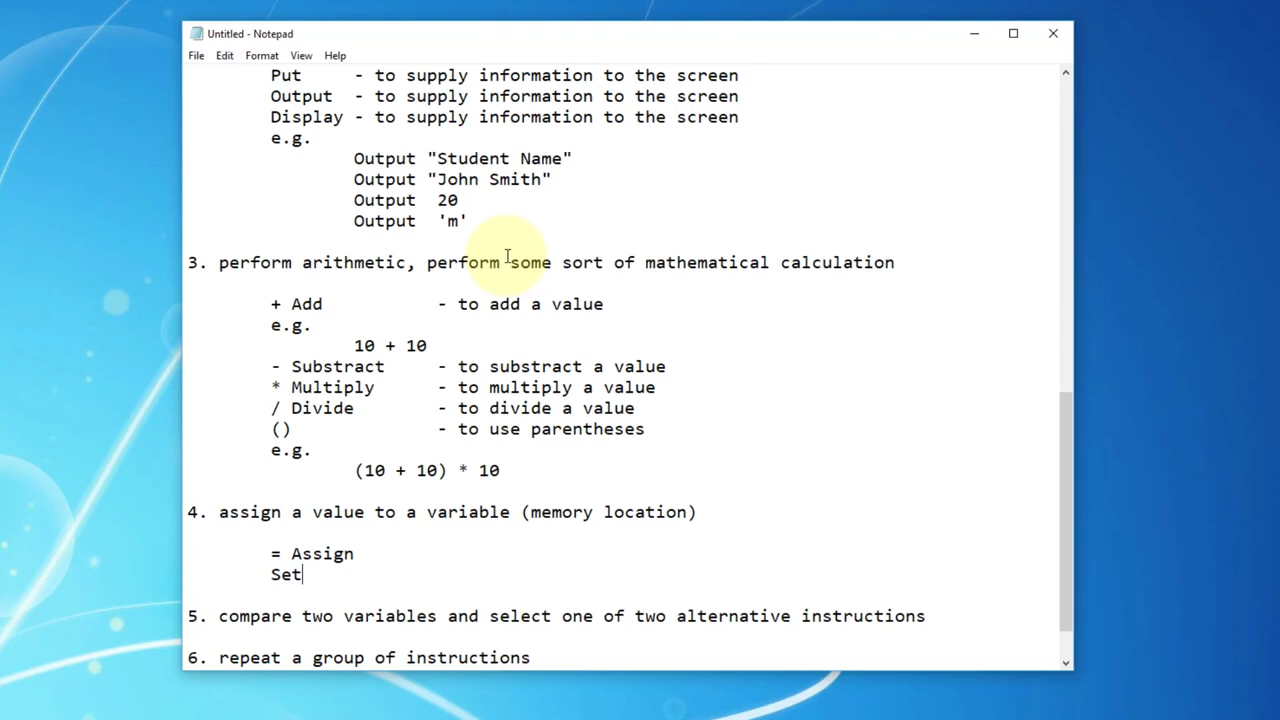 Untitled - Notepad
File Edit Format View Help
Put - to supply information to the screen
Output - to supply information to the screen
Display - to supply information to the screen
e.g.
Output "Student Name"
Output "John Smith"
Output 20
Output 'm'
3. perform arithmetic, perform some sort of mathematical calculation
+ Add - to add a value
e.g.
10 + 10
- Substract - to substract a value
* Multiply - to multiply a value
/ Divide - to divide a value
() - to use parentheses
e.g.
(10 + 10) * 10
4. assign a value to a variable (memory location)
= Assign
Set
5. compare two variables and select one of two alternative instructions
6. repeat a group of instructions